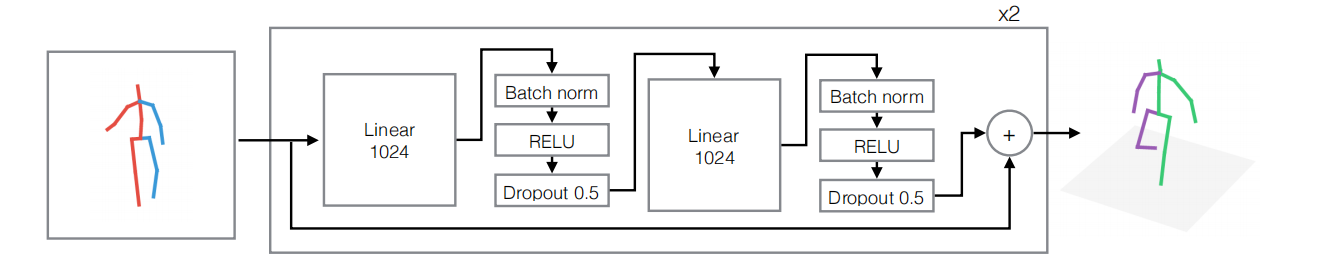 x2
Linear
1024
Batch norm
RELU
Dropout 0.5
Linear
1024
Batch norm
RELU
Dropout 0.5
+